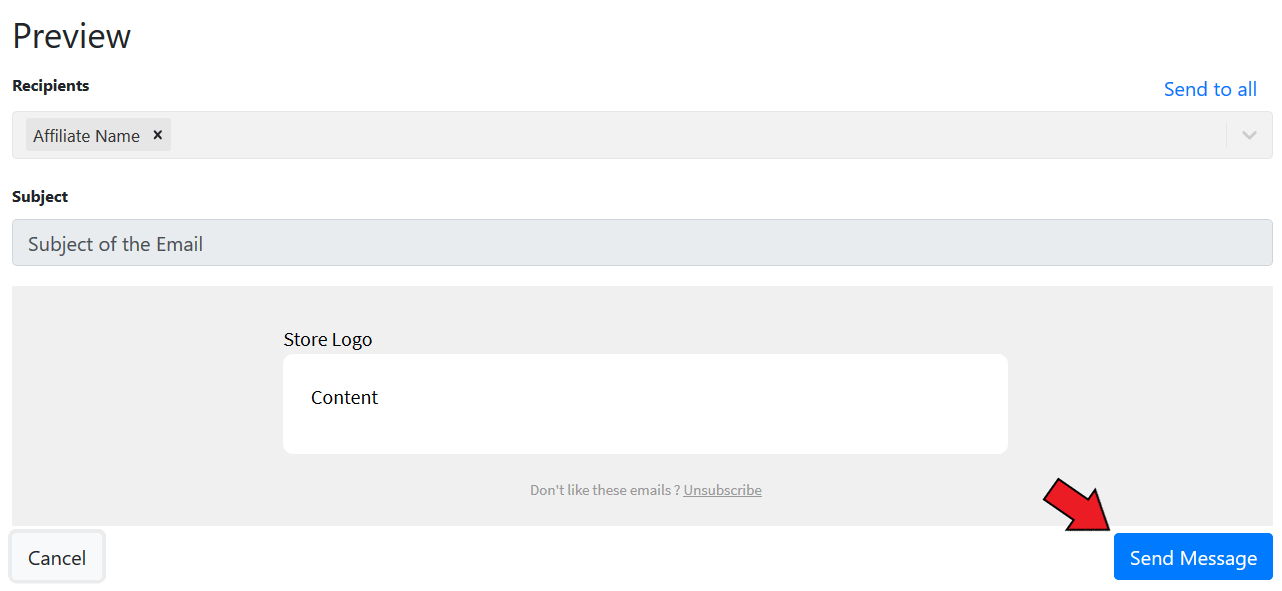 Preview
Recipients
Send to all
Affiliate Name ×
Subject
Subject of the Email
Store Logo
Content
Don't like these emails ? Unsubscribe
Cancel
Send Message